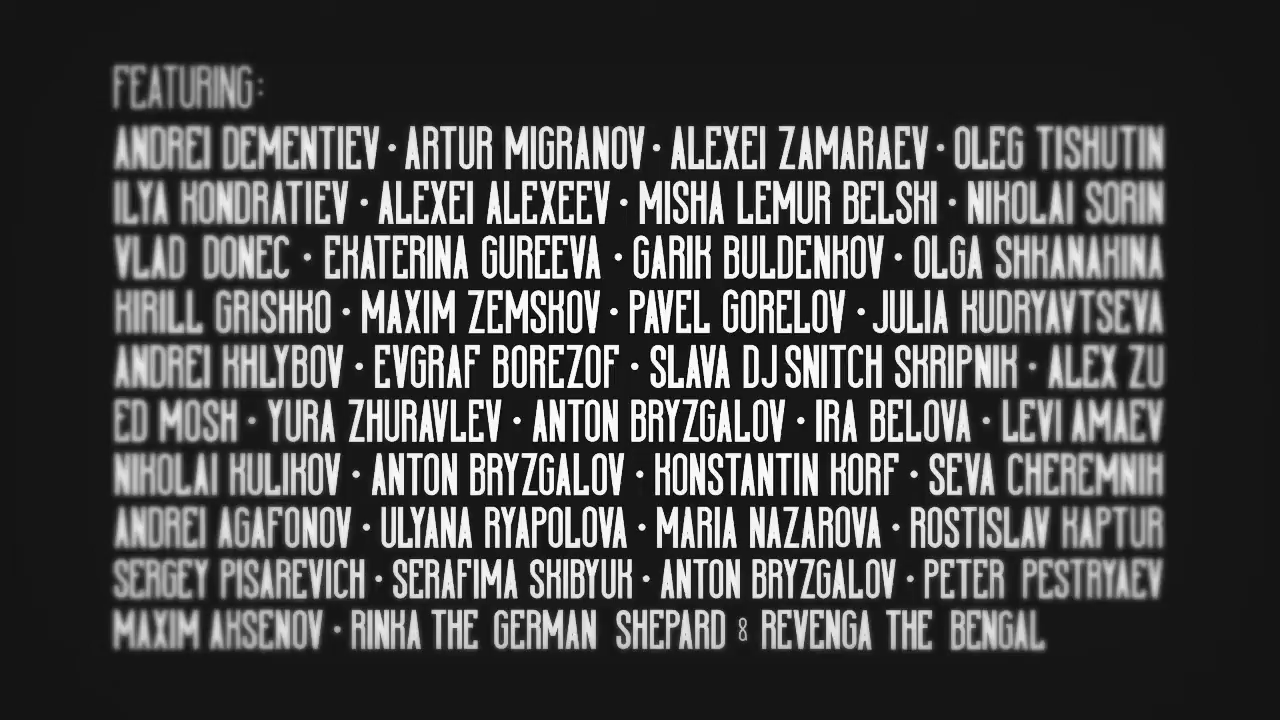 FEATURING:
ANDREI DEMENTIEV · ARTUR MIGRANOV · ALEXEI ZAMARAEV · OLEG TISHUTIN
ILYA KONDRATIEV · ALEXEI ALEXEEV · MISHA LEMUR BELSKI · NIKOLAI SORIN
VLAD DONEC · EKATERINA GUREEVA · GARIK BULDENKOV · OLGA SHKANAKINA
KIRILL GRISHKO · MAXIM ZEMSKOV · PAVEL GORELOV · JULIA KUDRYAVTSEVA
ANDREI KHLYBOV · EVGRAF BOREZOF · SLAVA DJ SNITCH SKRIPNIK · ALEX ZU
ED MOSH · YURA ZHURAVLEV · ANTON BRYZGALOV · IRA BELOVA · LEVI AMAEV
NIKOLAI KULIKOV · ANTON BRYZGALOV · KONSTANTIN KORF · SEVA CHEREMNIH
ANDREI AGAFONOV · ULYANA RYAPOLOVA · MARIA NAZAROVA · ROSTISLAV KAPTUR
SERGEY PISAREVICH · SERAFIMA SKIBYUK · ANTON BRYZGALOV · PETER PESTRYAEV
MAXIM AKSENOV · RINKA THE GERMAN SHEPARD & REVENGA THE BENGAL